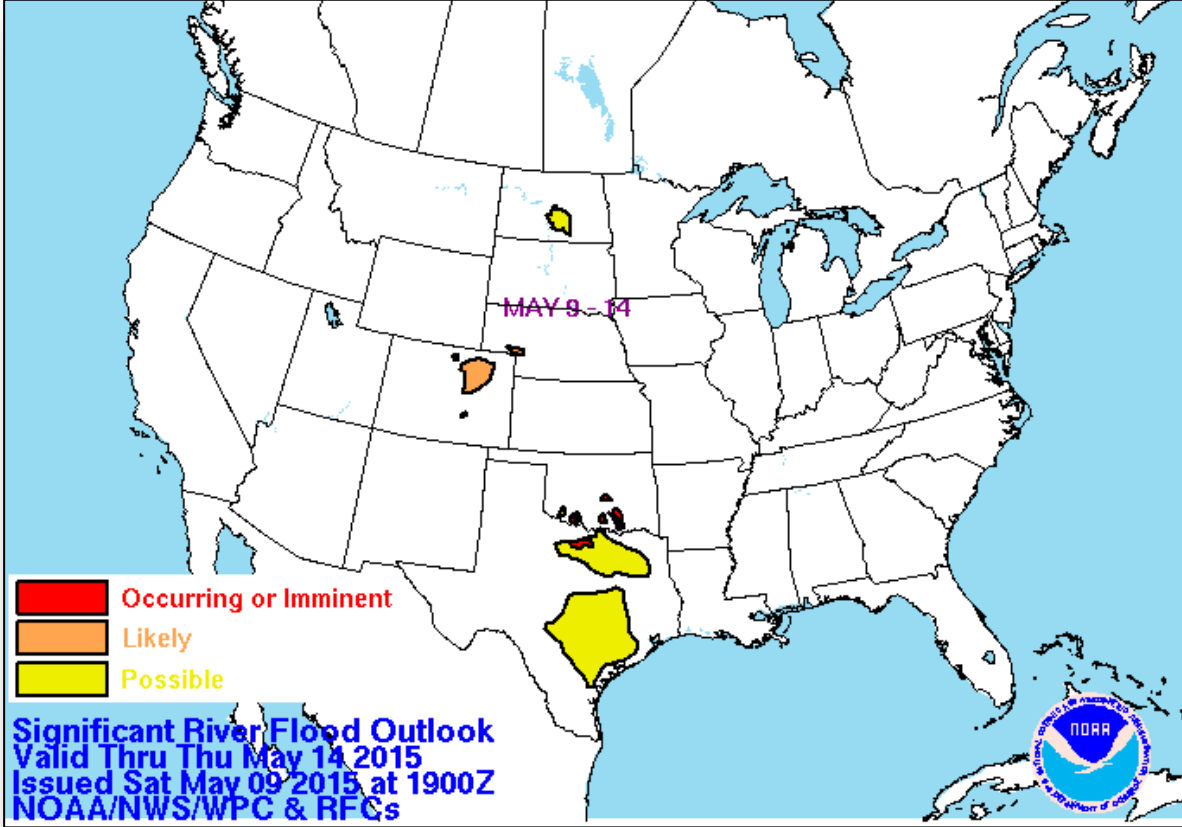 MAY 9 - 14
Occurring or Imminent
Likely
Possible
Significant River Flood Outlook
Valid Thru Thu May 14 2015
Issued Sat May 09 2015 at 1900Z
NOAA/NWS/WPC & RFCs
NOAA